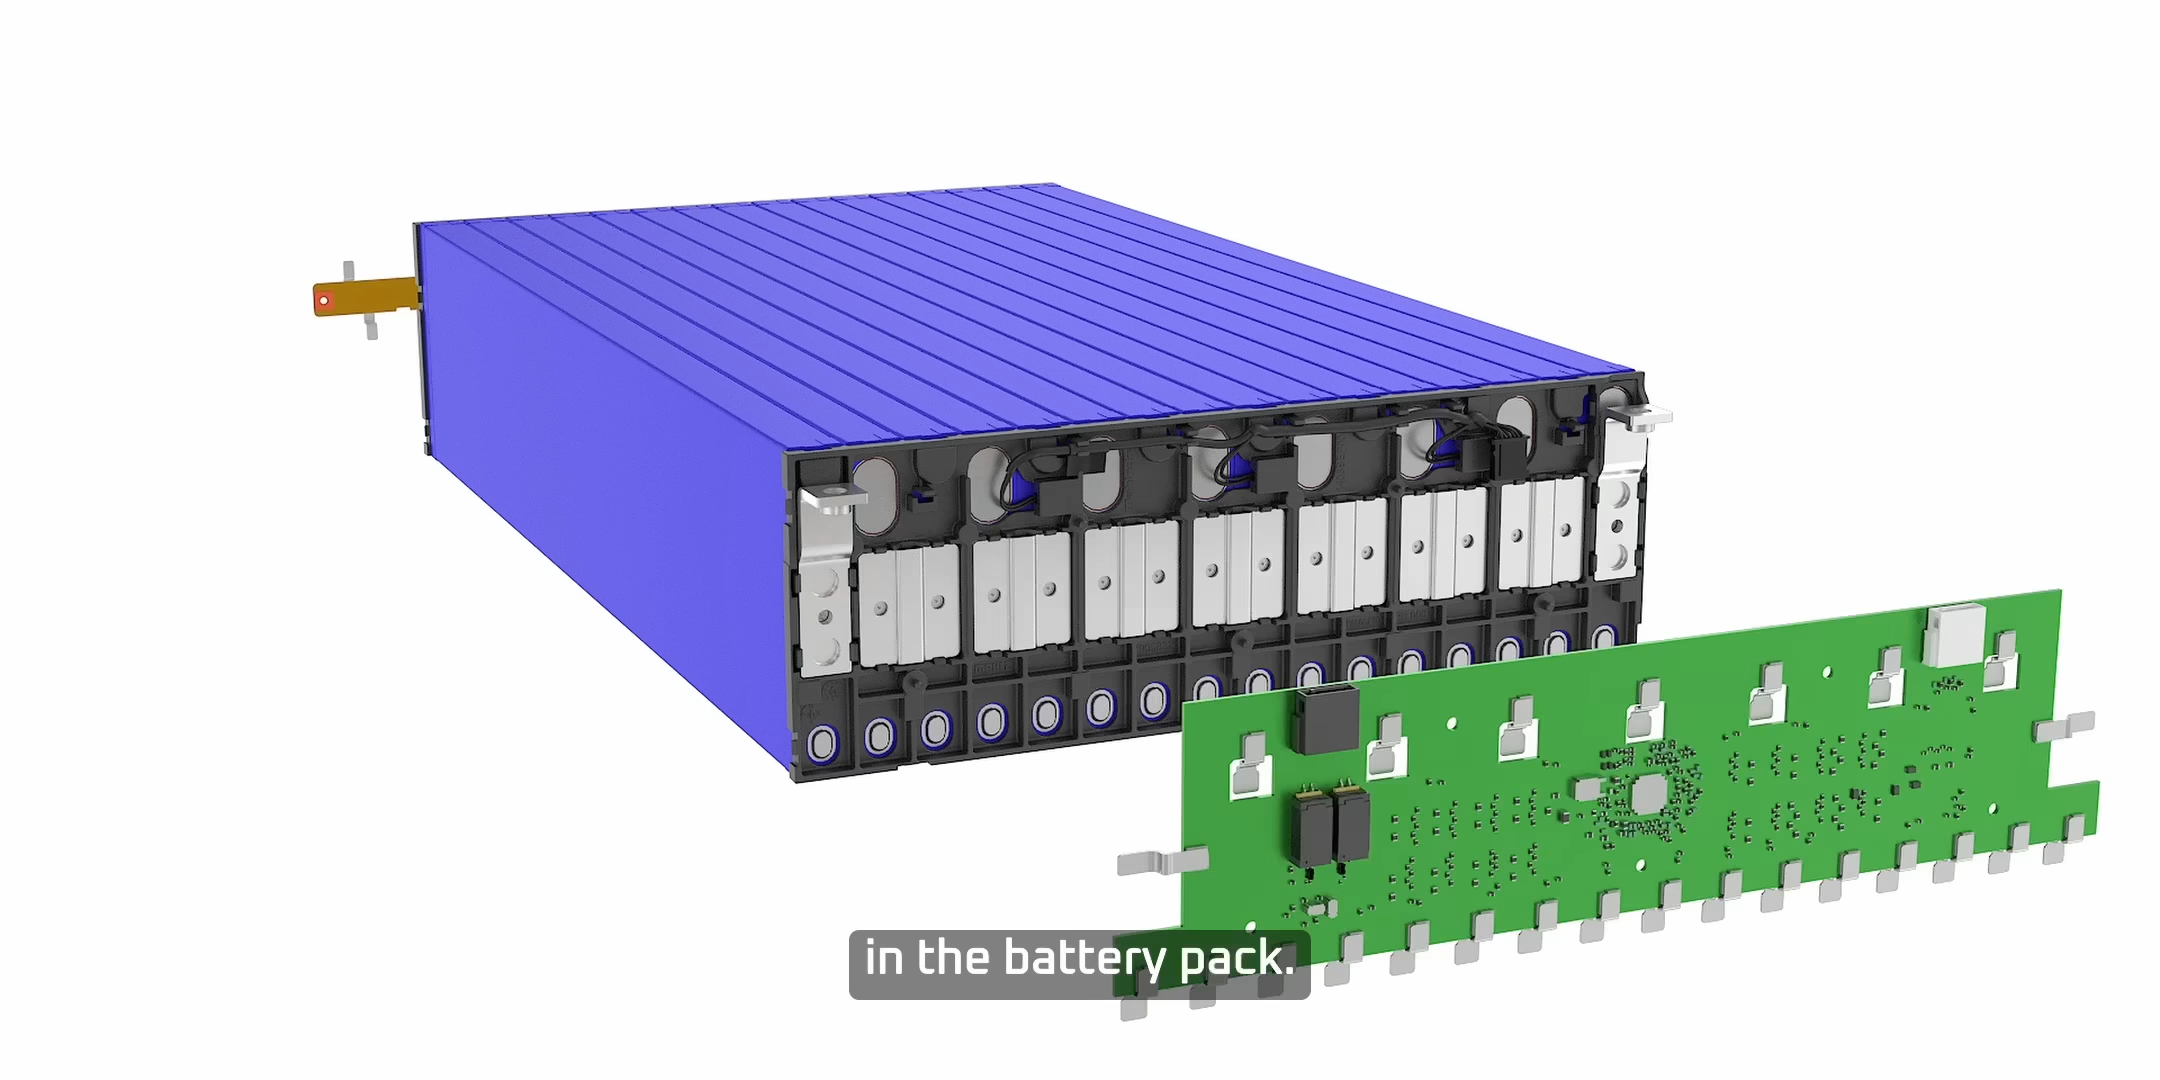 in the battery pack.